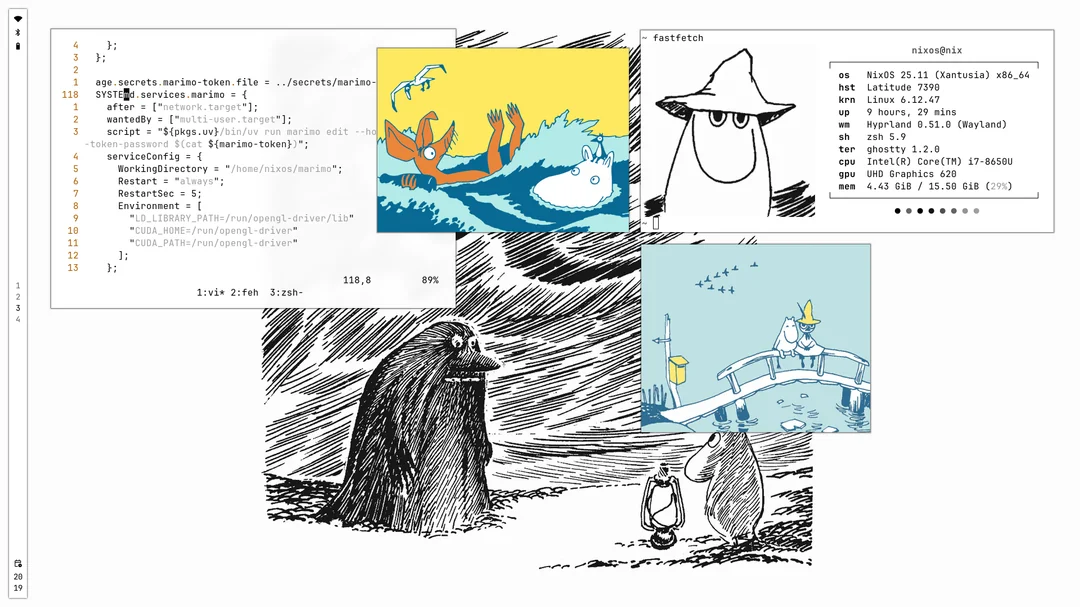 4 };
3 };
2
1 age.secrets.marimo-token.file = ../secrets/marimo-
118 SYSTEmd.services.marimo = {
1 after = ["network.target"];
2 wantedBy = ["multi-user.target"];
3 script = "${pkgs.uv}/bin/uv run marimo edit --ho
-token-password $(cat ${marimo-token})";
4 serviceConfig = {
5 WorkingDirectory = "/home/nixos/marimo";
6 Restart = "always";
7 RestartSec = 5;
8 Environment = [
9 "LD_LIBRARY_PATH=/run/opengl-driver/lib"
10 "CUDA_HOME=/run/opengl-driver"
11 "CUDA_PATH=/run/opengl-driver"
12 ];
13 };
118,8 89%
1:vi* 2:feh 3:zsh-
~ fastfetch
nixos@nix
os NixOS 25.11 (Xantusia) x86_64
hst Latitude 7390
krn Linux 6.12.47
up 9 hours, 29 mins
wm Hyprland 0.51.0 (Wayland)
sh zsh 5.9
ter ghostty 1.2.0
cpu Intel(R) Core(TM) i7-8650U
gpu UHD Graphics 620
mem 4.43 GiB / 15.50 GiB (29%)
~
1
2
3
4
20
19